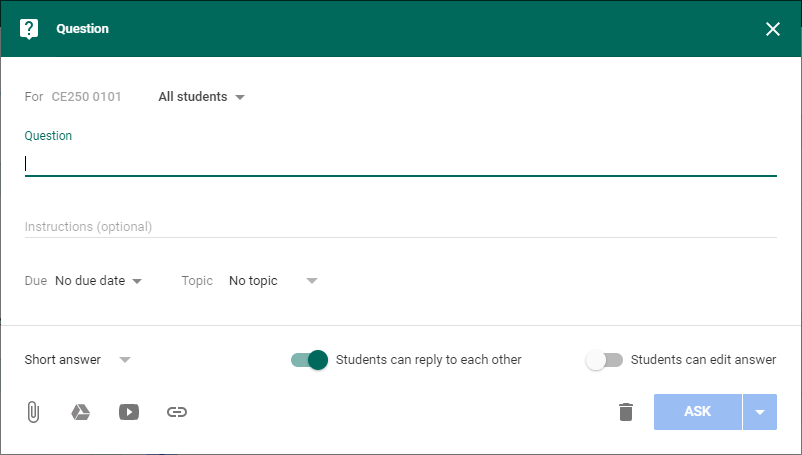 Question
For CE250 0101 All students
Question
Instructions (optional)
Due No due date Topic No topic
Short answer Students can reply to each other Students can edit answer
ASK